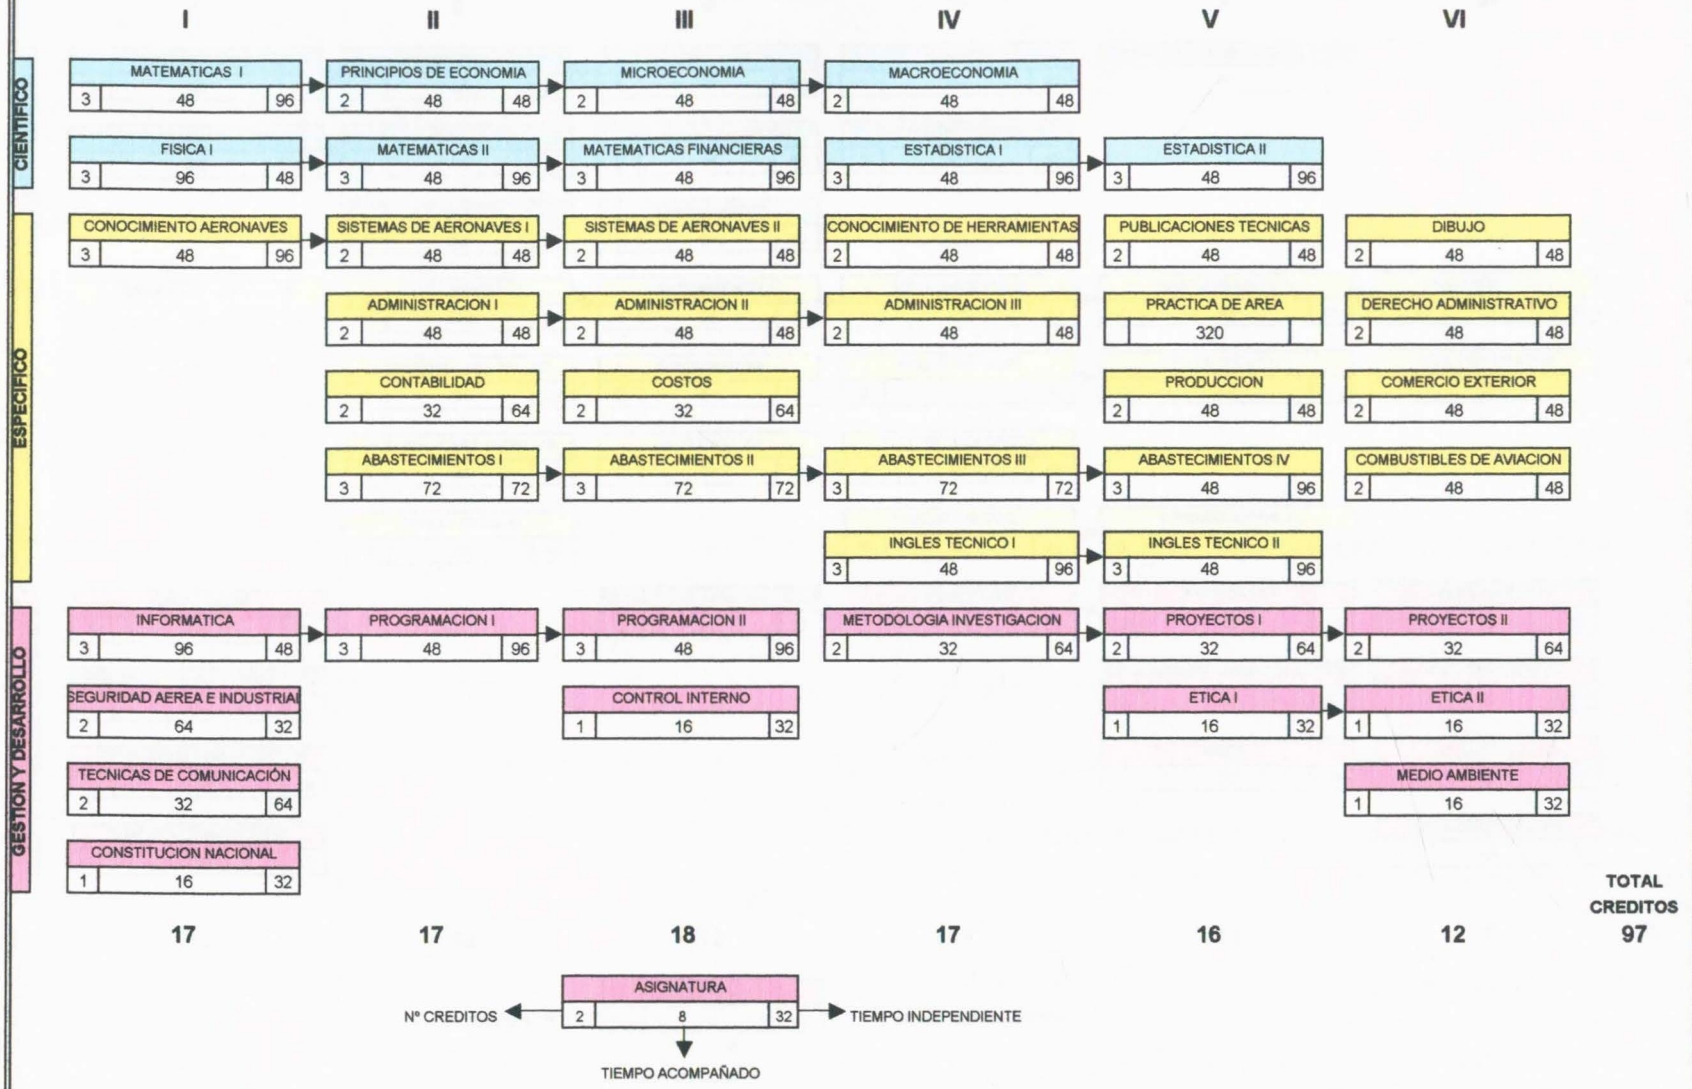 I II III IV V VI
CIENTIFICO
MATEMATICAS I PRINCIPIOS DE ECONOMIA MICROECONOMIA MACROECONOMIA
3 48 96 2 48 48 2 48 48 2 48 48
FISICA I MATEMATICAS II MATEMATICAS FINANCIERAS ESTADISTICA I ESTADISTICA II
3 96 48 3 48 96 3 48 96 3 48 96 3 48 96
ESPECIFICO
CONOCIMIENTO AERONAVES SISTEMAS DE AERONAVES I SISTEMAS DE AERONAVES II CONOCIMIENTO DE HERRAMIENTAS PUBLICACIONES TECNICAS DIBUJO
3 48 96 2 48 48 2 48 48 2 48 48 2 48 48 2 48 48
ADMINISTRACION I ADMINISTRACION II ADMINISTRACION III PRACTICA DE AREA DERECHO ADMINISTRATIVO
2 48 48 2 48 48 2 48 48 320 2 48 48
CONTABILIDAD COSTOS PRODUCCION COMERCIO EXTERIOR
2 32 64 2 32 64 2 48 48 2 48 48
ABASTECIMIENTOS I ABASTECIMIENTOS II ABASTECIMIENTOS III ABASTECIMIENTOS IV COMBUSTIBLES DE AVIACION
3 72 72 3 72 72 3 72 72 3 48 96 2 48 48
INGLES TECNICO I INGLES TECNICO II
3 48 96 3 48 96
GESTION Y DESARROLLO
INFORMATICA PROGRAMACION I PROGRAMACION II METODOLOGIA INVESTIGACION PROYECTOS I PROYECTOS II
3 96 48 3 48 96 3 48 96 2 32 64 2 32 64 2 32 64
SEGURIDAD AEREA E INDUSTRIAL CONTROL INTERNO ETICA I ETICA II
2 64 32 1 16 32 1 16 32 1 16 32
TECNICAS DE COMUNICACIÓN MEDIO AMBIENTE
2 32 64 1 16 32
CONSTITUCION NACIONAL
1 16 32
TOTAL
CREDITOS
17 17 18 17 16 12 97
ASIGNATURA
Nº CREDITOS 2 8 32 TIEMPO INDEPENDIENTE
TIEMPO ACOMPAÑADO